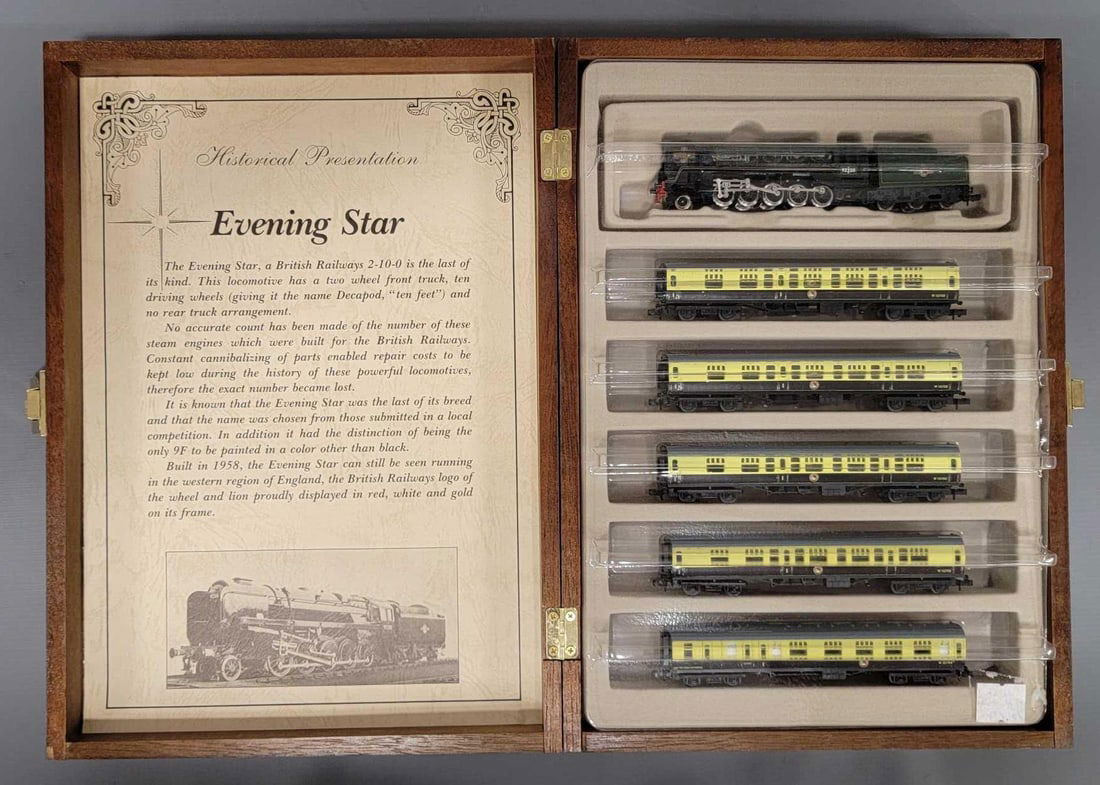 Historical Presentation
Evening Star
The Evening Star, a British Railways 2-10-0 is the last of
its kind. This locomotive has a two wheel front truck, ten
driving wheels (giving it the name Decapod, “ten feet”) and
no rear truck arrangement.
No accurate count has been made of the number of these
steam engines which were built for the British Railways.
Constant cannibalizing of parts enabled repair costs to be
kept low during the history of these powerful locomotives,
therefore the exact number became lost.
It is known that the Evening Star was the last of its breed
and that the name was chosen from those submitted in a local
competition. In addition it had the distinction of being the
only 9F to be painted in a color other than black.
Built in 1958, the Evening Star can still be seen running
in the western region of England, the British Railways logo of
the wheel and lion proudly displayed in red, white and gold
on its frame.